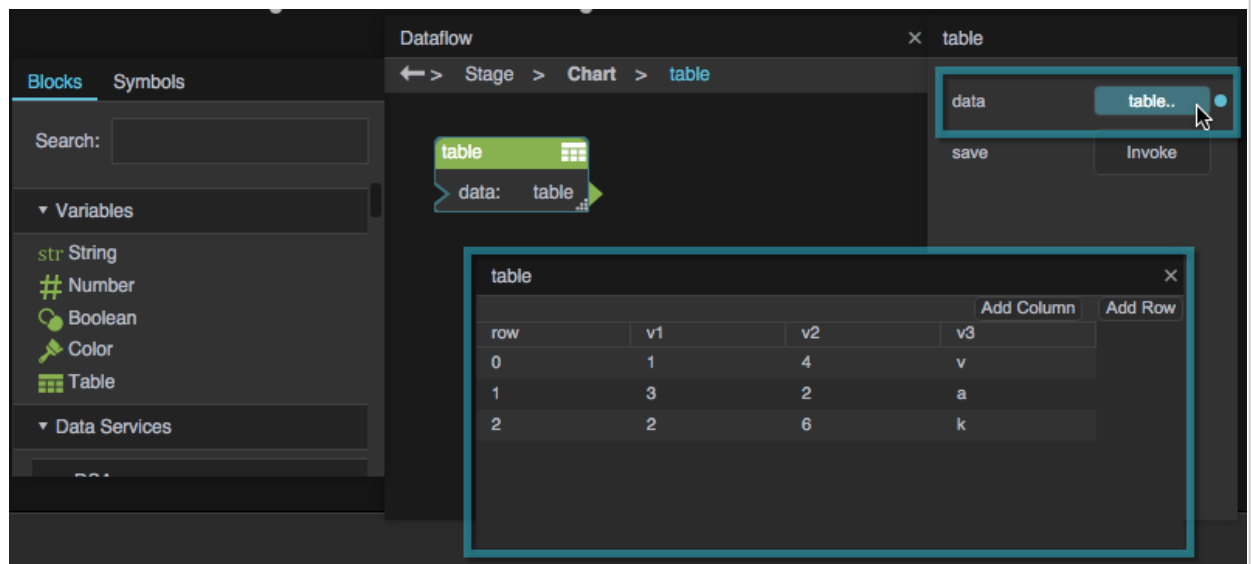 Blocks
Symbols
Search:
▾ Variables
str String
Number
Boolean
Color
Table
▾ Data Services
Dataflow ×
> Stage > Chart > table
table
data: table
table
data table..
save Invoke
table ×
Add Column Add Row
row v1 v2 v3
0 1 4 v
1 3 2 a
2 2 6 k